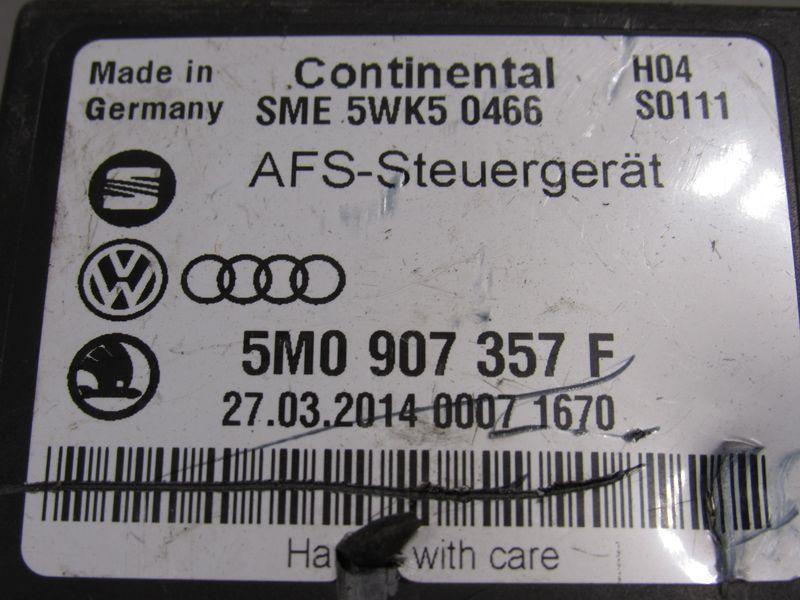 Made in Continental H04
Germany SME 5WK5 0466 S0111
AFS-Steuergerät
5M0 907 357 F
27.03.2014 0007 1670
with care